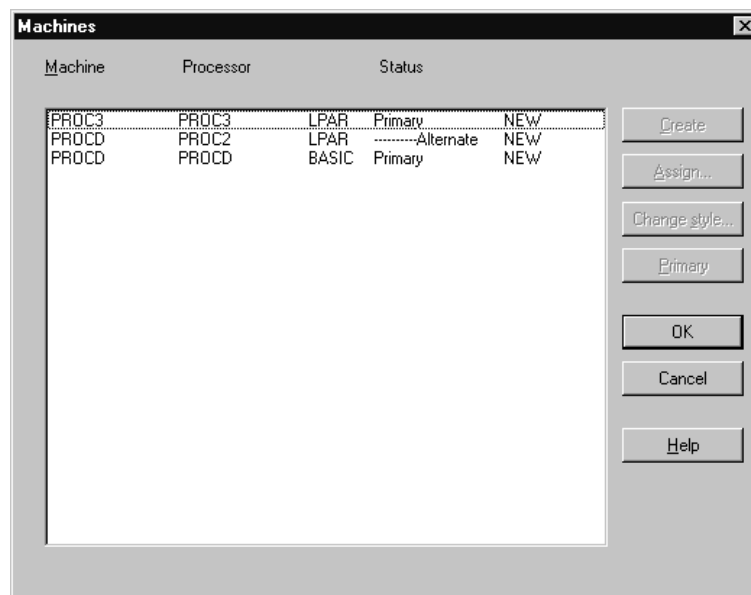 Machines
Machine Processor Status
PROC3 PROC3 LPAR Primary NEW
PROCD PROC2 LPAR ---------Alternate NEW
PROCD PROCD BASIC Primary NEW
Create
Assign...
Change style...
Primary
OK
Cancel
Help